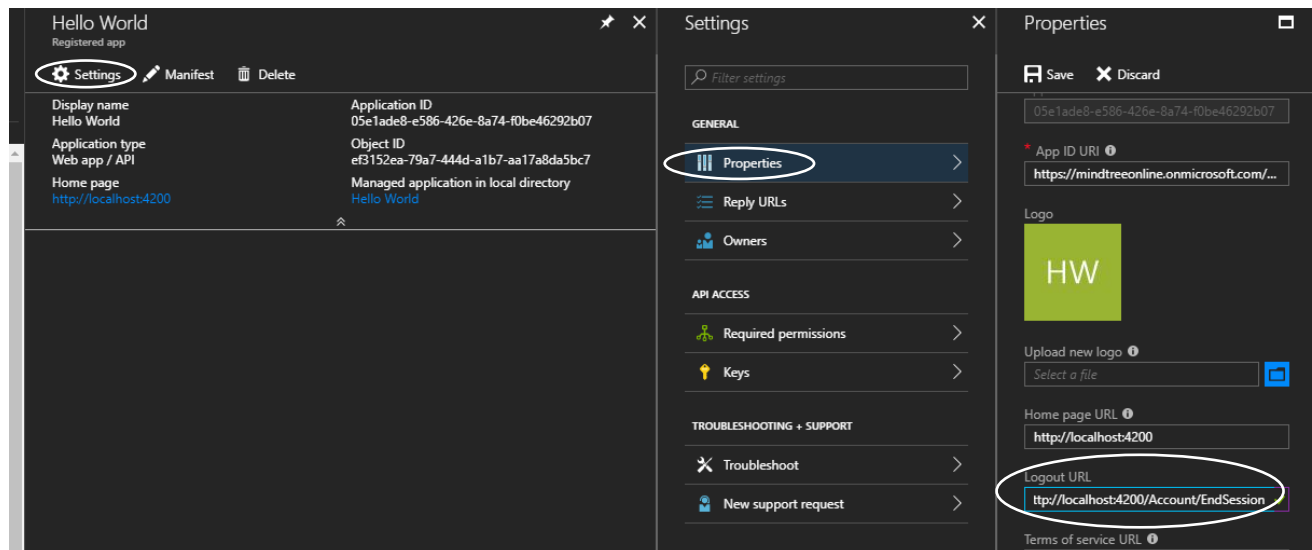 Hello World
Registered app
Settings Manifest Delete
Display name
Hello World
Application type
Web app / API
Home page
http://localhost:4200
Application ID
05e1ade8-e586-426e-8a74-f0be46292b07
Object ID
ef3152ea-79a7-444d-a1b7-aa17a8da5bc7
Managed application in local directory
Hello World
Settings
Filter settings
GENERAL
Properties
Reply URLs
Owners
API ACCESS
Required permissions
Keys
TROUBLESHOOTING + SUPPORT
Troubleshoot
New support request
Properties
Save Discard
05e1ade8-e586-426e-8a74-f0be46292b07
* App ID URI
https://mindtreeonline.onmicrosoft.com/...
Logo
HW
Upload new logo
Select a file
Home page URL
http://localhost:4200
Logout URL
ttp://localhost:4200/Account/EndSession
Terms of service URL